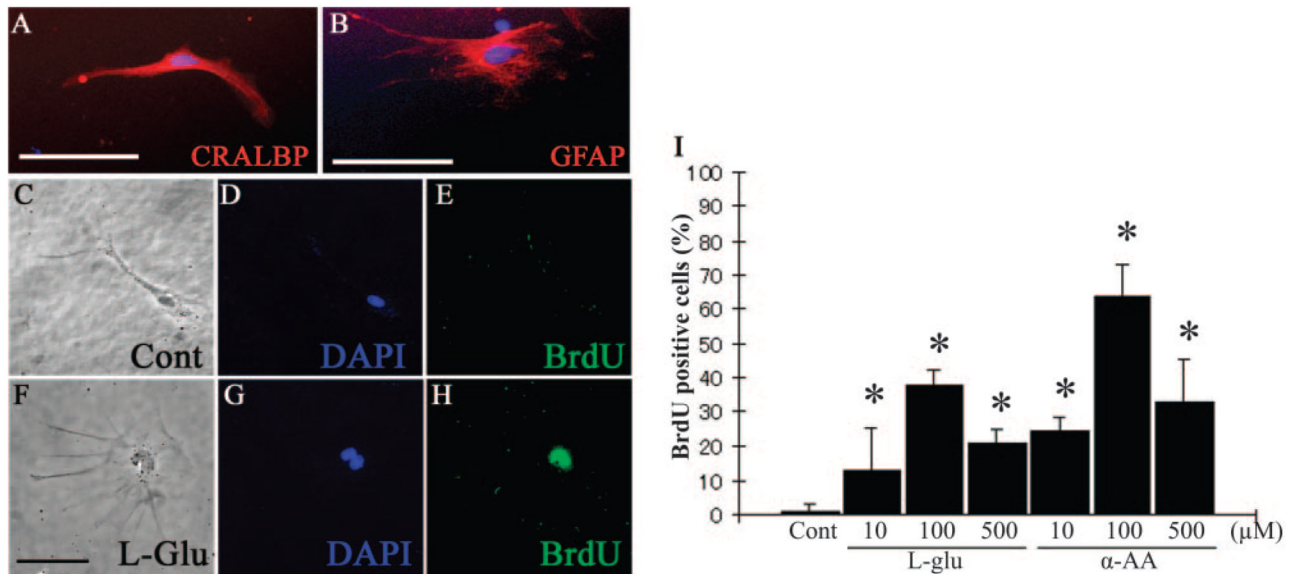 A
B
CRALBP
GFAP
C
D
E
Cont
DAPI
BrdU
F
G
H
L-Glu
DAPI
BrdU
I
BrdU positive cells (%)
100
90
80
70
60
50
40
30
20
10
0
* * * * * *
Cont 10 100 500 10 100 500 (µM)
L-glu α-AA